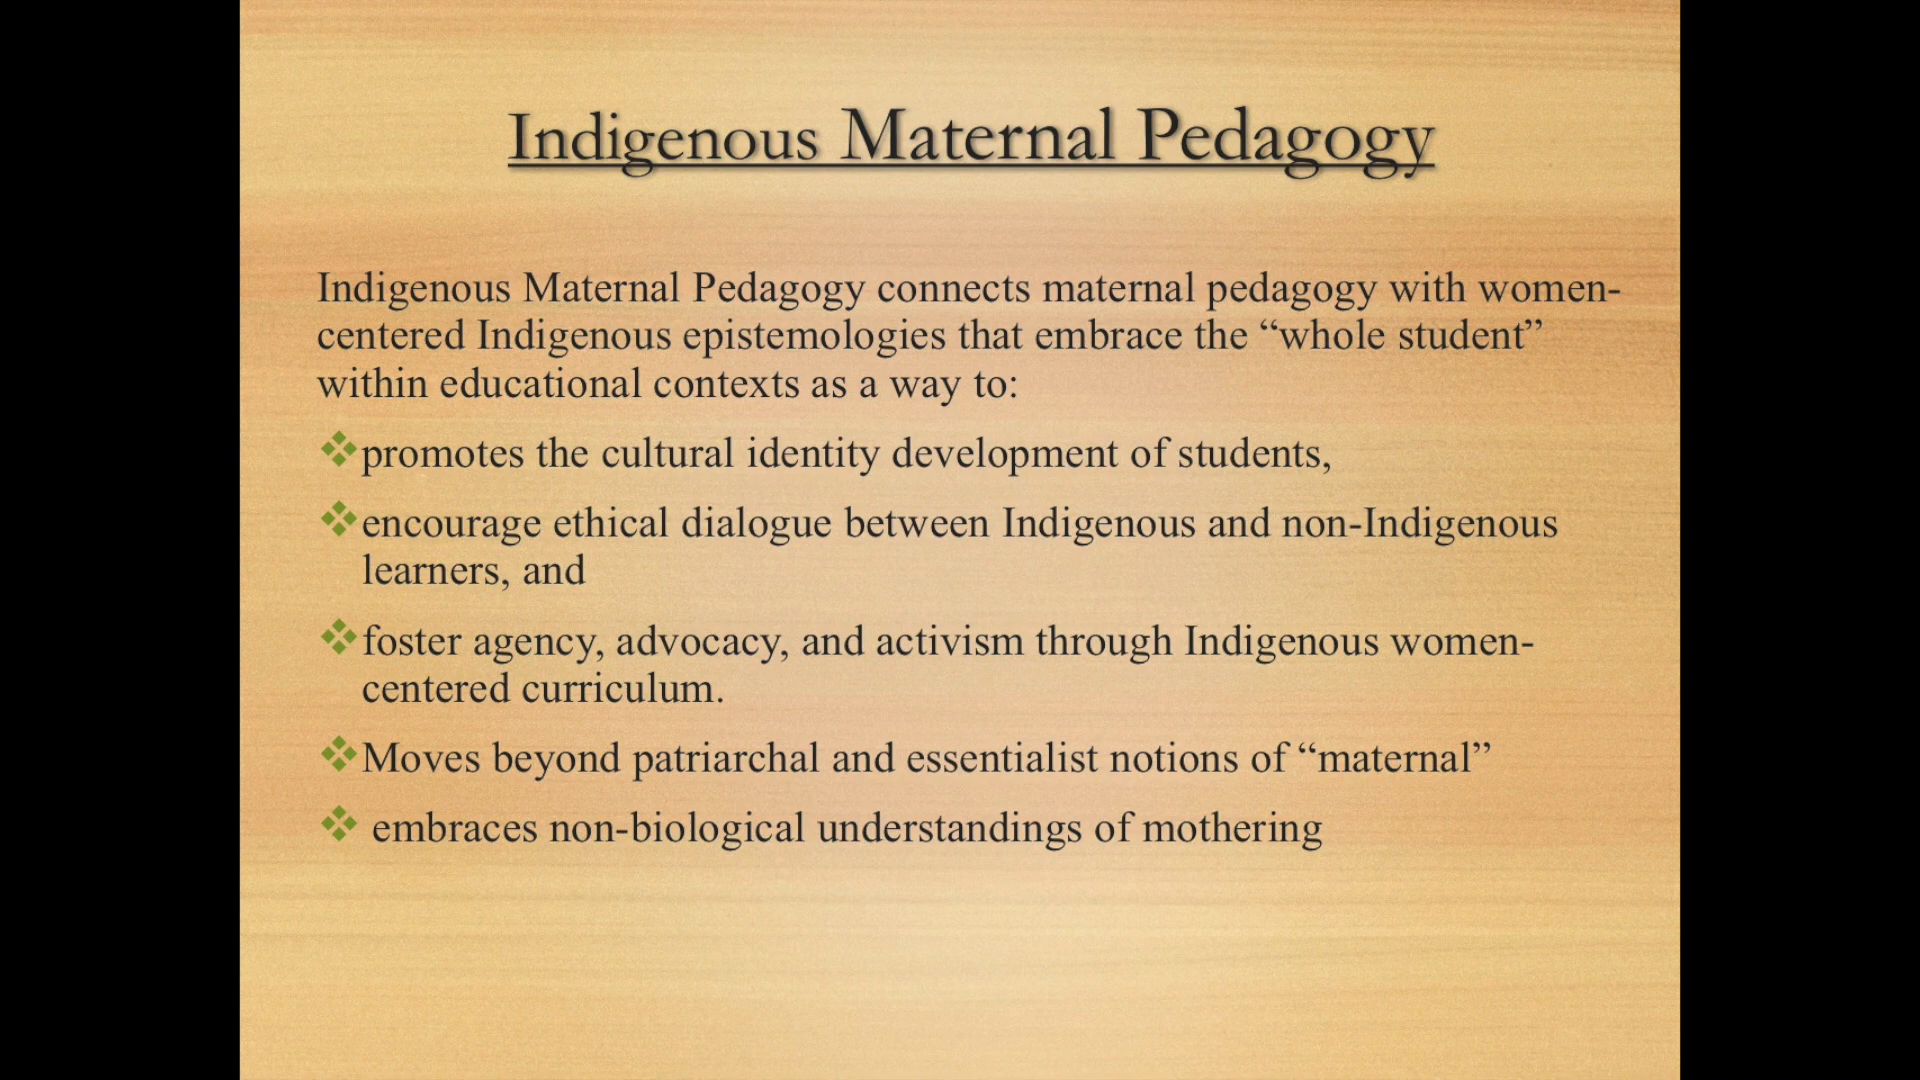 Indigenous Maternal Pedagogy
Indigenous Maternal Pedagogy connects maternal pedagogy with women-
centered Indigenous epistemologies that embrace the “whole student”
within educational contexts as a way to:
❖promotes the cultural identity development of students,
❖encourage ethical dialogue between Indigenous and non-Indigenous
learners, and
❖foster agency, advocacy, and activism through Indigenous women-
centered curriculum.
❖Moves beyond patriarchal and essentialist notions of “maternal”
❖ embraces non-biological understandings of mothering